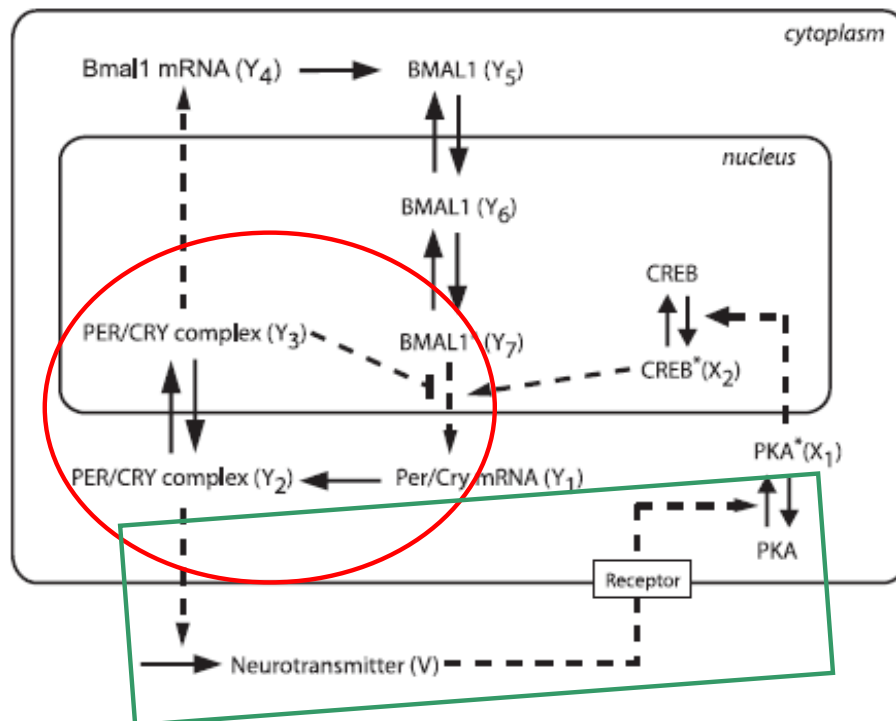 cytoplasm
Bmal1 mRNA (Y4)
BMAL1 (Y5)
nucleus
BMAL1 (Y6)
CREB
PER/CRY complex (Y3)
BMAL1* (Y7)
CREB*(X2)
PKA*(X1)
PER/CRY complex (Y2)
Per/Cry mRNA (Y1)
PKA
Receptor
Neurotransmitter (V)